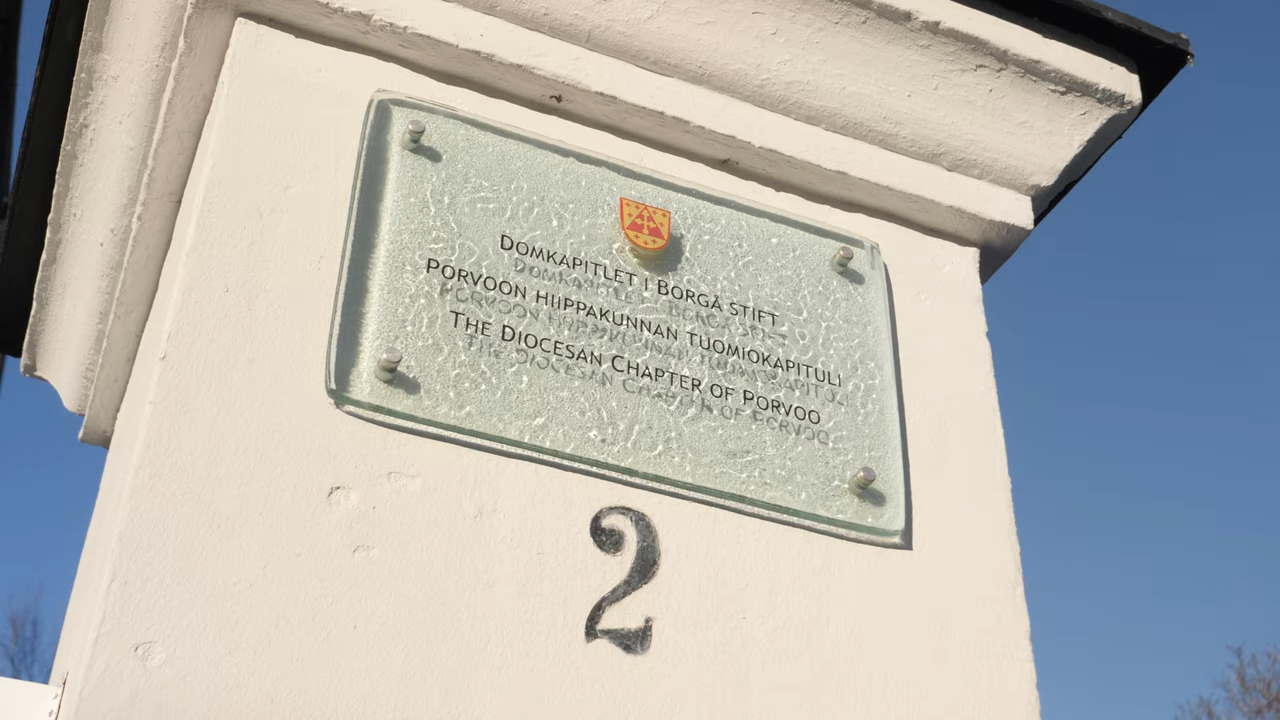 Domkapitlet i Borgå stift
Porvoon hiippakunnan tuomiokapituli
The Diocesan Chapter of Porvoo
2